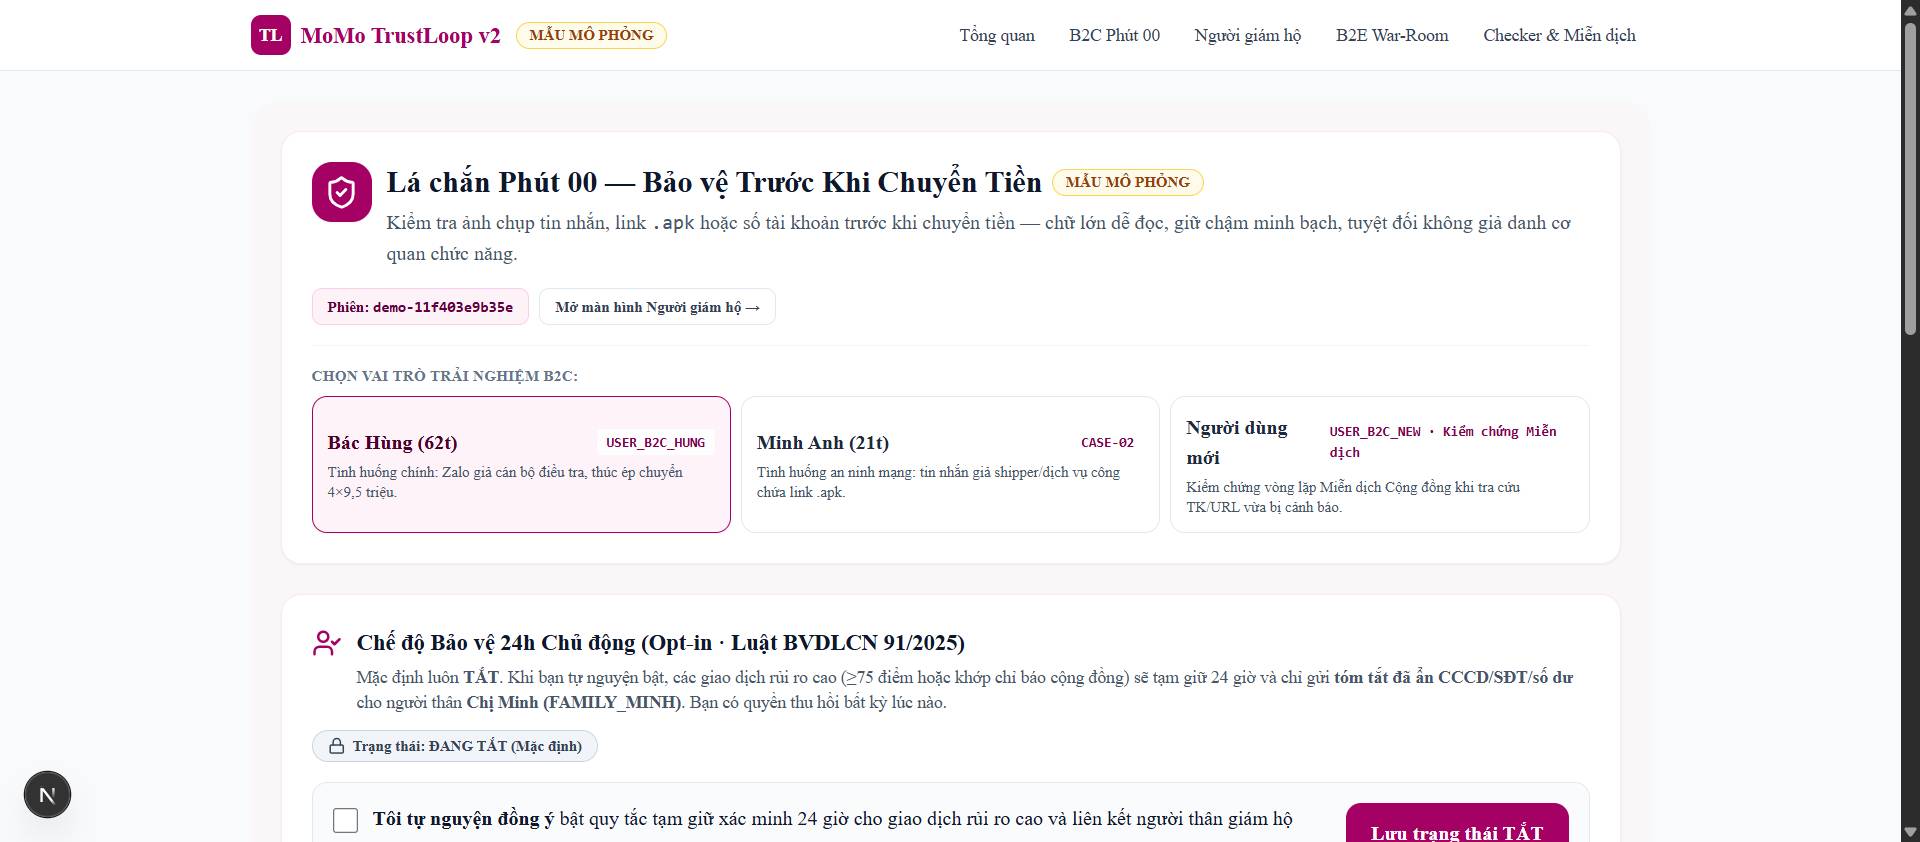 TL MoMo TrustLoop v2 MẪU MÔ PHỎNG Tổng quan B2C Phút 00 Người giám hộ B2E War-Room Checker & Miễn dịch
Lá chắn Phút 00 — Bảo vệ Trước Khi Chuyển Tiền MẪU MÔ PHỎNG
Kiểm tra ảnh chụp tin nhắn, link .apk hoặc số tài khoản trước khi chuyển tiền — chữ lớn dễ đọc, giữ chậm minh bạch, tuyệt đối không giả danh cơ
quan chức năng.
Phiên: demo-11f403e9b35e Mở màn hình Người giám hộ →
CHỌN VAI TRÒ TRẢI NGHIỆM B2C:
Bác Hùng (62t) USER_B2C_HUNG
Tình huống chính: Zalo giả cán bộ điều tra, thúc ép chuyển
4×9,5 triệu.
Minh Anh (21t) CASE-02
Tình huống an ninh mạng: tin nhắn giả shipper/dịch vụ công
chứa link .apk.
Người dùng
mới
USER_B2C_NEW · Kiểm chứng Miễn
dịch
Kiểm chứng vòng lặp Miễn dịch Cộng đồng khi tra cứu
TK/URL vừa bị cảnh báo.
Chế độ Bảo vệ 24h Chủ động (Opt-in · Luật BVDLCN 91/2025)
Mặc định luôn TẮT. Khi bạn tự nguyện bật, các giao dịch rủi ro cao (≥75 điểm hoặc khớp chỉ báo cộng đồng) sẽ tạm giữ 24 giờ và chỉ gửi tóm tắt đã ẩn CCCD/SĐT/số dư
cho người thân Chị Minh (FAMILY_MINH). Bạn có quyền thu hồi bất kỳ lúc nào.
Trạng thái: ĐANG TẮT (Mặc định)
Tôi tự nguyện đồng ý bật quy tắc tạm giữ xác minh 24 giờ cho giao dịch rủi ro cao và liên kết người thân giám hộ
Lưu trạng thái TẮT
N